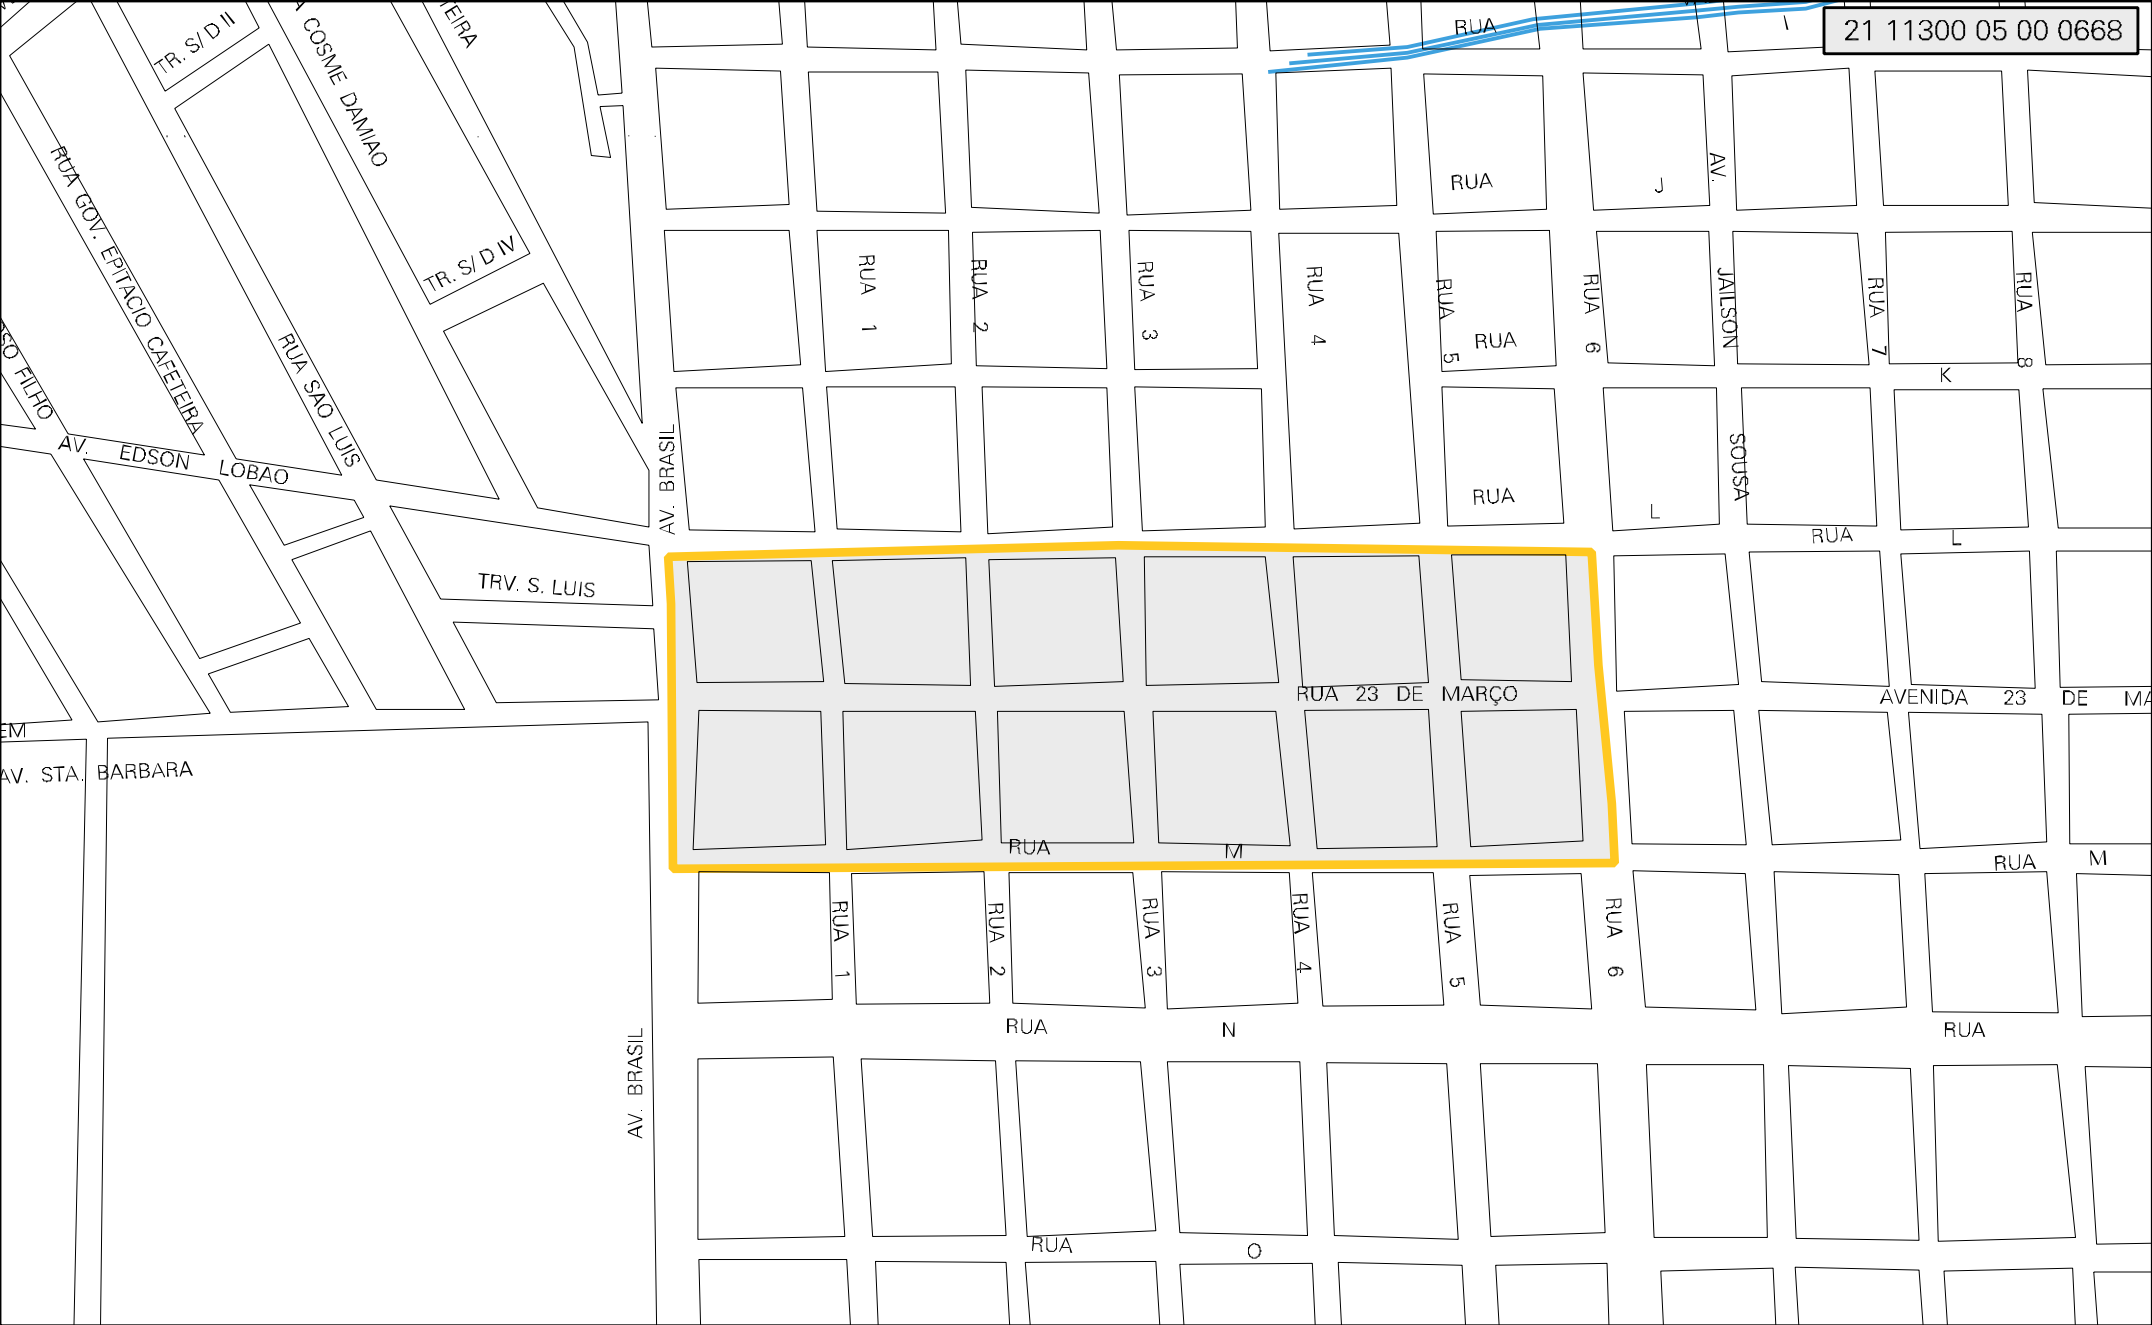 21 11300 05 00 0668
RUA
I
TR. S/ D II
COSME DAMIAO
RUA GOV. EPITACIO CAFETEIRA
TR. S/ D IV
RUA SAO LUIS
FILHO
AV. EDSON LOBAO
AV. BRASIL
TRV. S. LUIS
AV. STA. BARBARA
RUA J
AV. JAILSON SOUSA
RUA 1
RUA 2
RUA 3
RUA 4
RUA 5
RUA 6
RUA 7
RUA 8
RUA K
RUA L
RUA L
RUA 23 DE MARÇO
AVENIDA 23 DE
RUA M
RUA M
RUA 1
RUA 2
RUA 3
RUA 4
RUA 5
RUA 6
RUA N
RUA
AV. BRASIL
RUA O